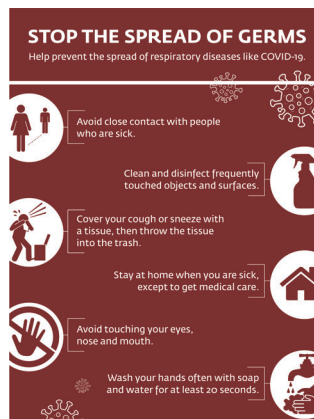 STOP THE SPREAD OF GERMS
Help prevent the spread of respiratory diseases like COVID-19.
Avoid close contact with people
who are sick.
Clean and disinfect frequently
touched objects and surfaces.
Cover your cough or sneeze with
a tissue, then throw the tissue
into the trash.
Stay at home when you are sick,
except to get medical care.
Avoid touching your eyes,
nose and mouth.
Wash your hands often with soap
and water for at least 20 seconds.